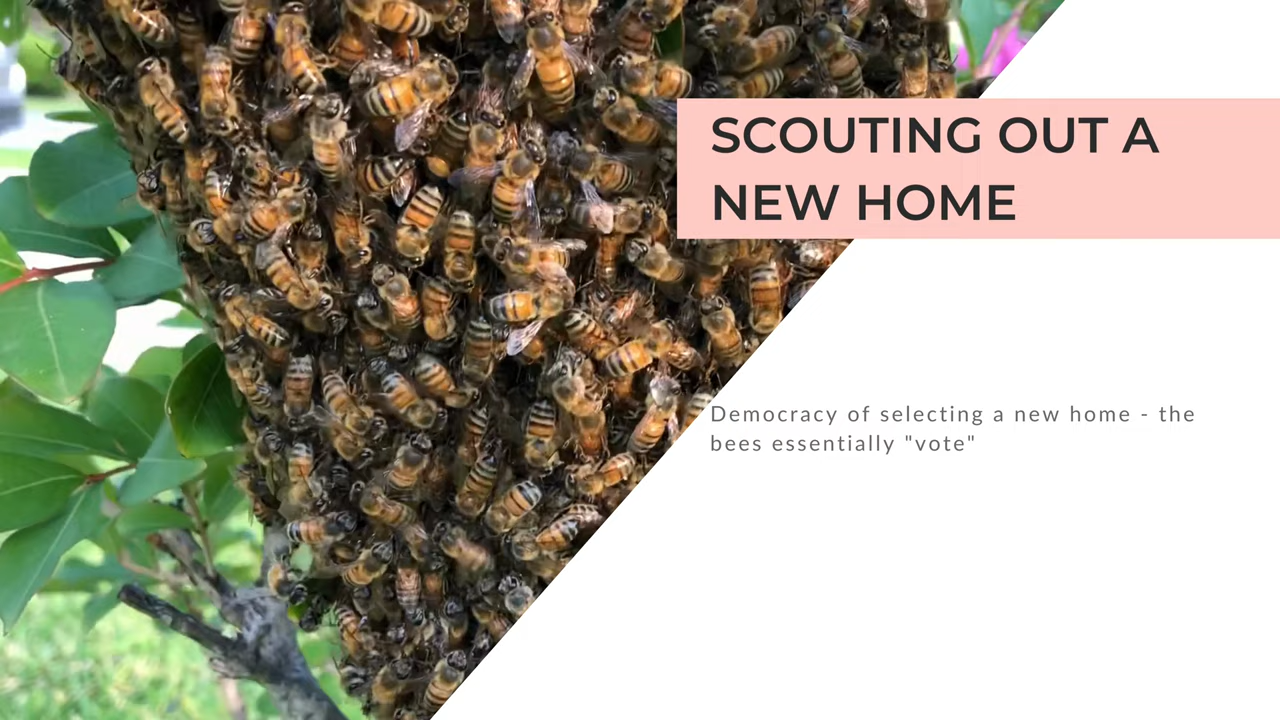 SCOUTING OUT A
NEW HOME
Democracy of selecting a new home - the
bees essentially "vote"